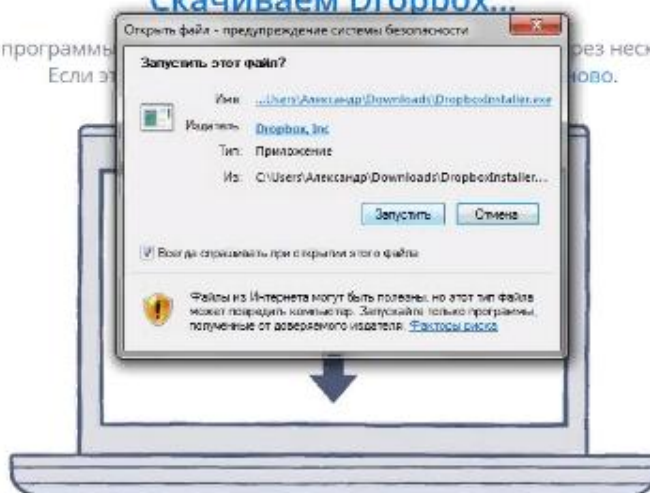 Скачиваем Dropbox...
Открыть файл - предупреждение системы безопасности
программы
рез неск
Если эт
ново.
Запустить этот файл?
Имя: ...Users\Александр\Downloads\DropboxInstaller.exe
Издатель: Dropbox, Inc
Тип: Приложение
Из: C:\Users\Александр\Downloads\DropboxInstaller....
Запустить Отмена
Всегда спрашивать при открытии этого файла
Файлы из Интернета могут быть полезны, но этот тип файла
может повредить компьютер. Запускайте только программы,
полученные от доверяемого издателя. Факторы риска